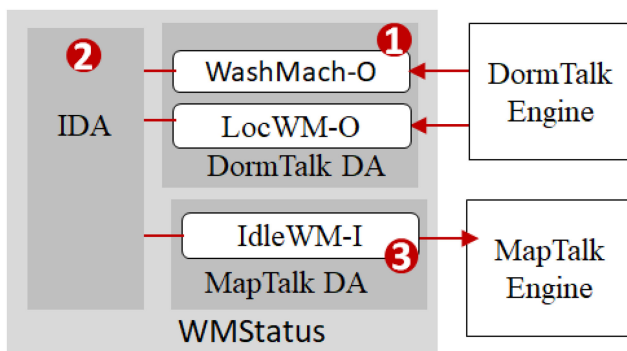 1
2
WashMach-O
DormTalk
Engine
IDA
LocWM-O
DormTalk DA
IdleWM-I
3
MapTalk
Engine
MapTalk DA
WMStatus